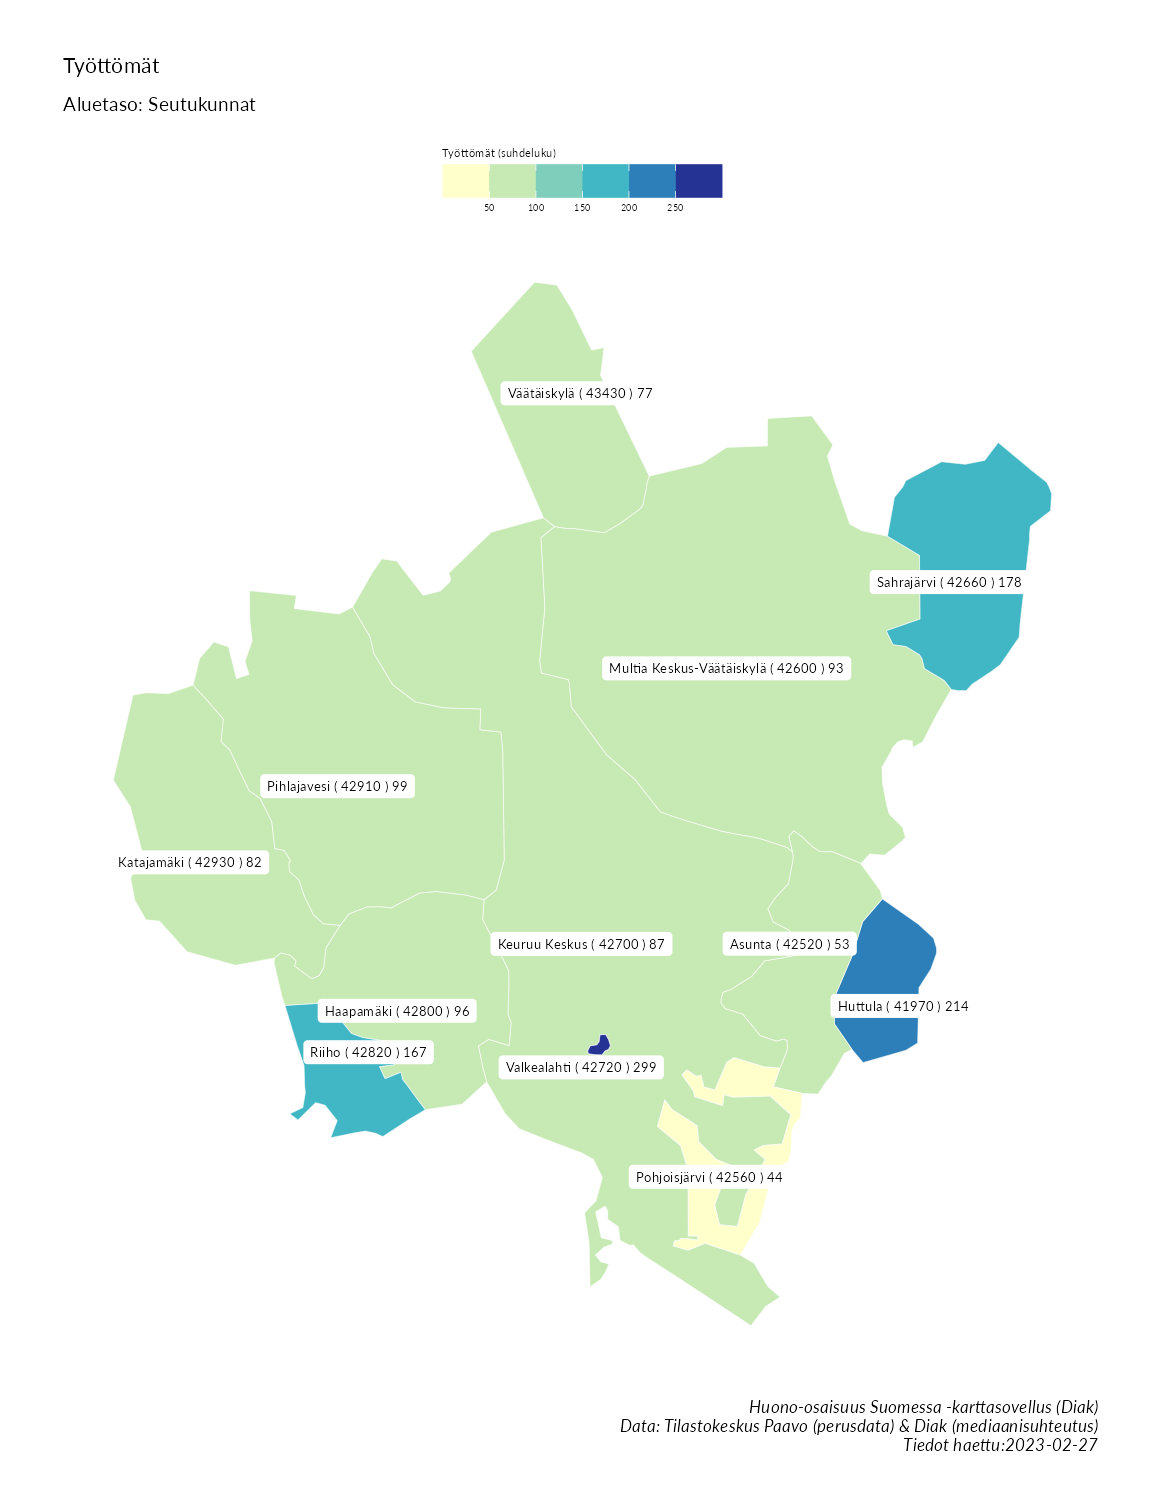 Työttömät
Aluetaso: Seutukunnat
Työttömät (suhdeluku)
50 100 150 200 250
Väätäiskylä ( 43430 ) 77
Sahrajärvi ( 42660 ) 178
Multia Keskus-Väätäiskylä ( 42600 ) 93
Pihlajavesi ( 42910 ) 99
Katajamäki ( 42930 ) 82
Keuruu Keskus ( 42700 ) 87
Asunta ( 42520 ) 53
Huttula ( 41970 ) 214
Haapamäki ( 42800 ) 96
Riiho ( 42820 ) 167
Valkealahti ( 42720 ) 299
Pohjoisjärvi ( 42560 ) 44
Huono-osaisuus Suomessa -karttasovellus (Diak)
Data: Tilastokeskus Paavo (perusdata) & Diak (mediaanisuhteutus)
Tiedot haettu:2023-02-27